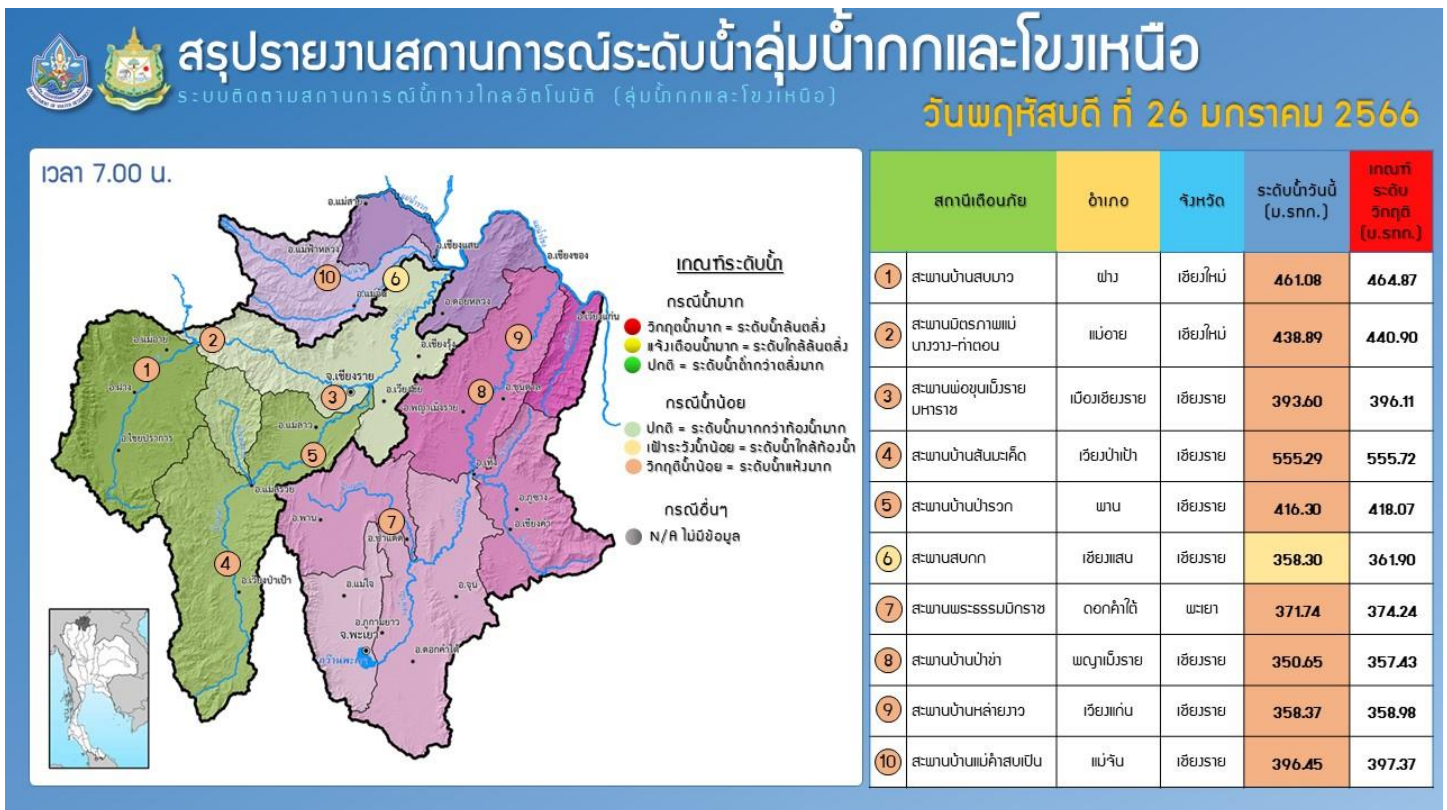 สรุปรายงานสถานการณ์ระดับน้ำลุ่มน้ำกกและโขงเหนือ
ระบบติดตามสถานการณ์น้ำทางไกลอัตโนมัติ (ลุ่มน้ำกกและโขงเหนือ)
วันพฤหัสบดี ที่ 26 มกราคม 2566
เวลา 7.00 น.
อ.แม่สาย
อ.เชียงแสน
อ.แม่ฟ้าหลวง
อ.เชียงของ
10
6
อ.ดอยหลวง
อ.เวียงแก่น
9
2
อ.แม่อาย
อ.เชียงรุ้ง
1
จ.เชียงราย
อ.ฝาง
3
8
อ.ขุนตาล
อ.พญาเม็งราย
อ.แม่ลาว
อ.ไชยปราการ
5
อ.เทิง
อ.แม่สรวย
อ.ภูซาง
อ.พาน
7
อ.เชียงคำ
อ.ป่าแดด
4
อ.เวียงป่าเป้า
อ.แม่ใจ
อ.จุน
อ.ภูกามยาว
จ.พะเยา
อ.ดอกคำใต้
เกณฑ์ระดับน้ำ
กรณีน้ำมาก
วิกฤตน้ำมาก = ระดับน้ำล้นตลิ่ง
แจ้งเตือนน้ำมาก = ระดับใกล้ล้นตลิ่ง
ปกติ = ระดับน้ำต่ำกว่าตลิ่งมาก
กรณีน้ำน้อย
ปกติ = ระดับน้ำมากกว่าท้องน้ำมาก
เฝ้าระวังน้ำน้อย = ระดับน้ำใกล้ท้องน้ำ
วิกฤติน้ำน้อย = ระดับน้ำแห้งมาก
กรณีอื่นๆ
N/A ไม่มีข้อมูล
สถานีเตือนภัย อำเภอ จังหวัด ระดับน้ำวันนี้ (ม.รทก.) เกณฑ์ระดับวิกฤติ (ม.รทก.)
1 สะพานบ้านสบมาว ฝาง เชียงใหม่ 461.08 464.87
2 สะพานมิตรภาพแม่นางวาง-ท่าตอน แม่อาย เชียงใหม่ 438.89 440.90
3 สะพานพ่อขุนเม็งรายมหาราช เมืองเชียงราย เชียงราย 393.60 396.11
4 สะพานบ้านสันมะเค็ด เวียงป่าเป้า เชียงราย 555.29 555.72
5 สะพานบ้านป่ารวก พาน เชียงราย 416.30 418.07
6 สะพานสบกก เชียงแสน เชียงราย 358.30 361.90
7 สะพานพระธรรมมิกราช ดอกคำใต้ พะเยา 371.74 374.24
8 สะพานบ้านป่าข่า พญาเม็งราย เชียงราย 350.65 357.43
9 สะพานบ้านหล่ายงาว เวียงแก่น เชียงราย 358.37 358.98
10 สะพานบ้านแม่คำสบเปิน แม่จัน เชียงราย 396.45 397.37